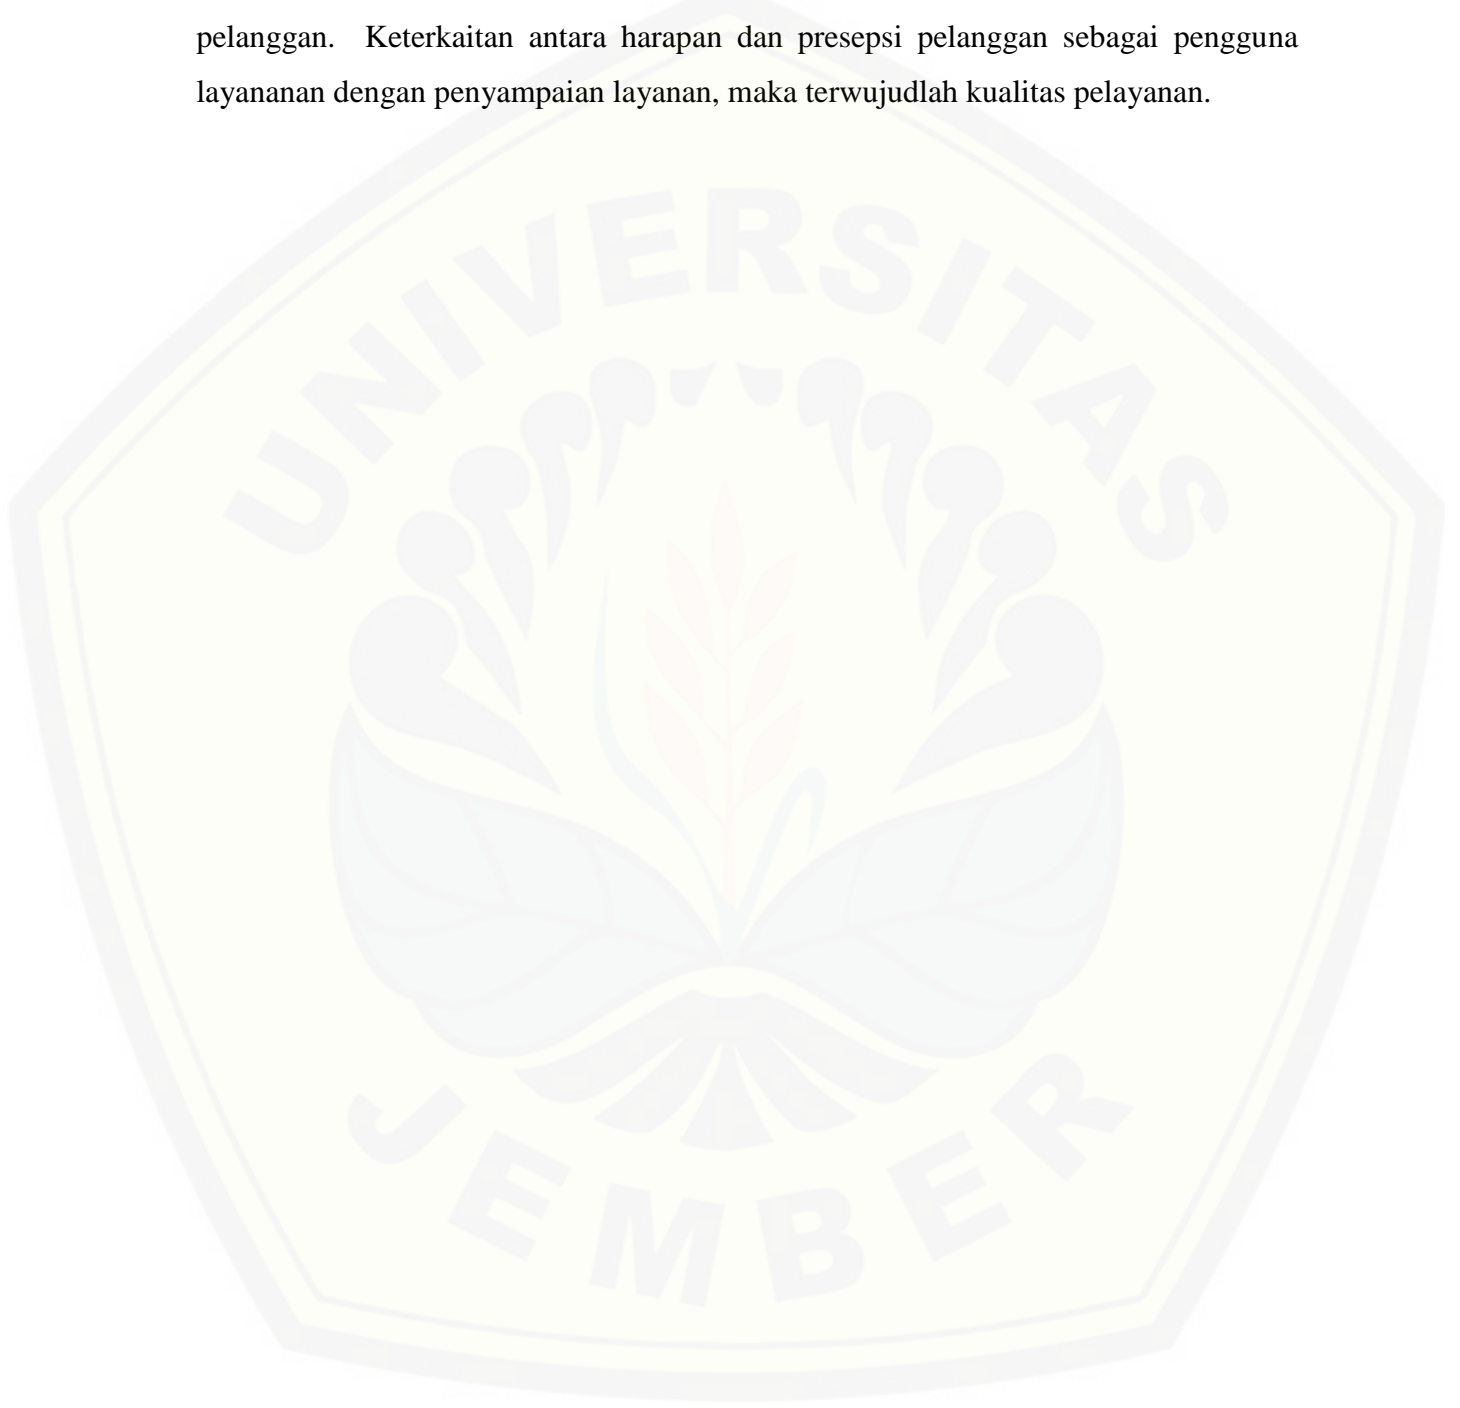 pelanggan. Keterkaitan antara harapan dan presepsi pelanggan sebagai pengguna
layananan dengan penyampaian layanan, maka terwujudlah kualitas pelayanan.
UNIVERSITAS
JEMBER